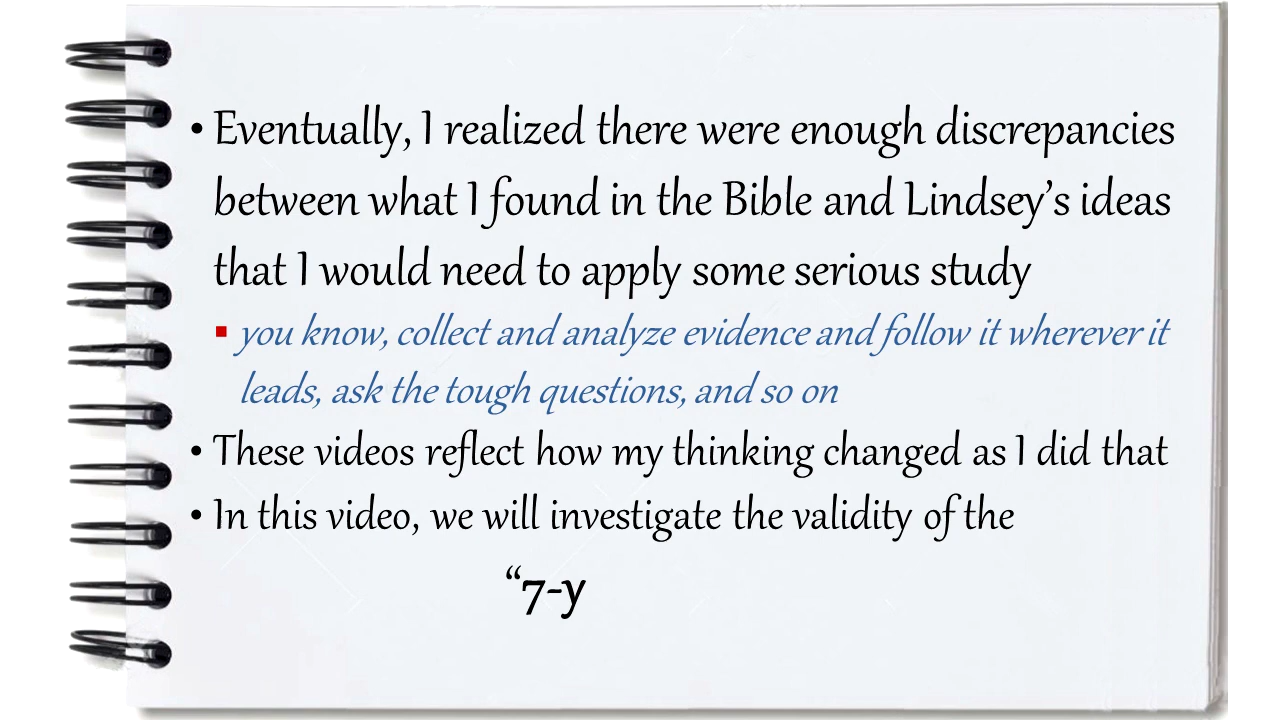 • Eventually, I realized there were enough discrepancies
between what I found in the Bible and Lindsey’s ideas
that I would need to apply some serious study
▪ you know, collect and analyze evidence and follow it wherever it
leads, ask the tough questions, and so on
• These videos reflect how my thinking changed as I did that
• In this video, we will investigate the validity of the
“7-y